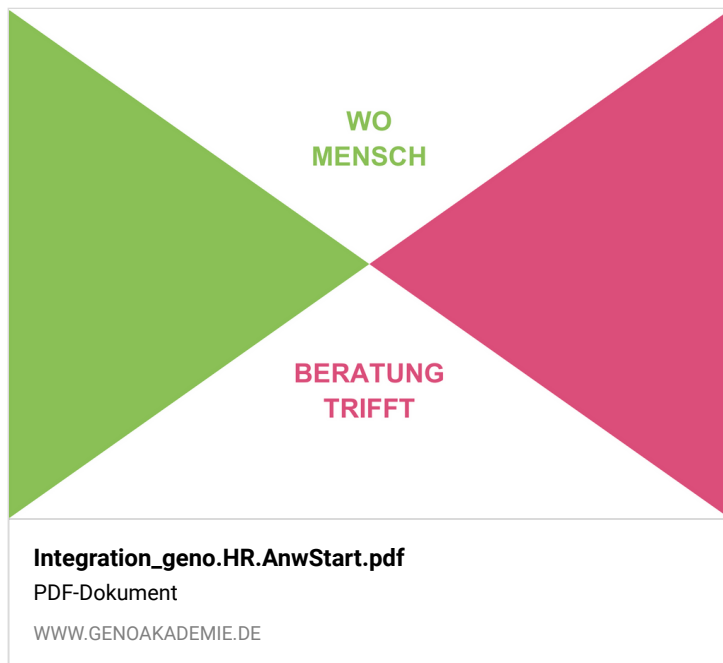 WO
MENSCH
BERATUNG
TRIFFT
Integration_geno.HR.AnwStart.pdf
PDF-Dokument
WWW.GENOAKADEMIE.DE